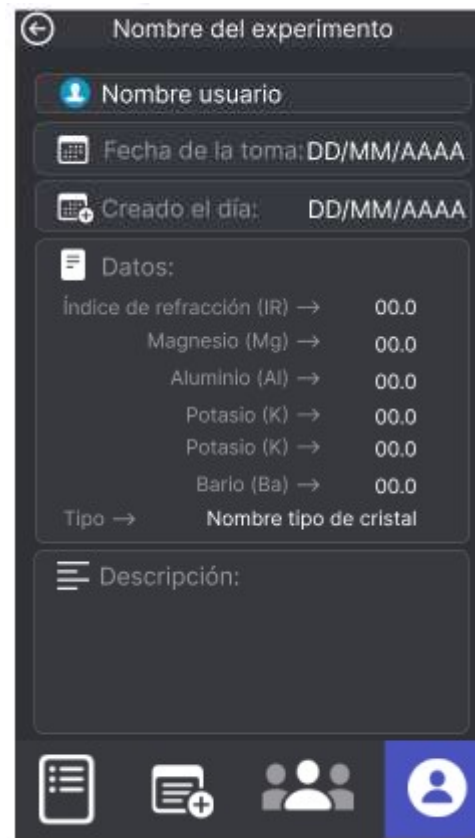 Nombre del experimento
Nombre usuario
Fecha de la toma: DD/MM/AAAA
Creado el día: DD/MM/AAAA
Datos:
Índice de refracción (IR) → 00.0
Magnesio (Mg) → 00.0
Aluminio (Al) → 00.0
Potasio (K) → 00.0
Potasio (K) → 00.0
Bario (Ba) → 00.0
Tipo → Nombre tipo de cristal
Descripción: